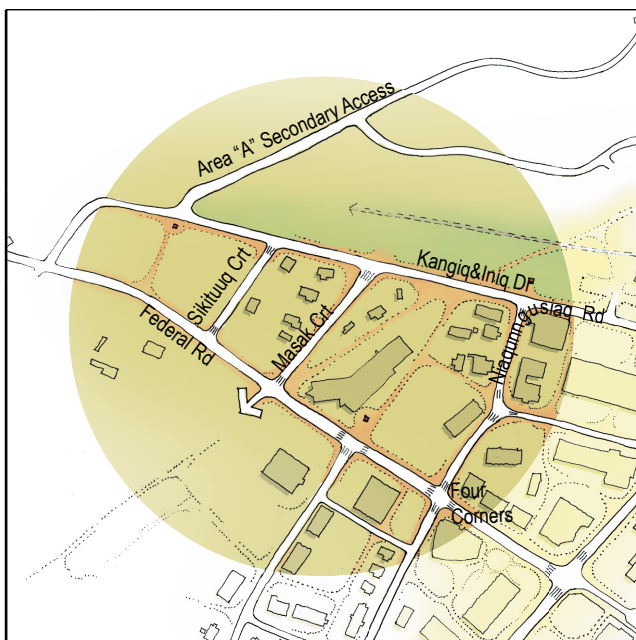 Area "A" Secondary Access
Kangiq&Iniq Dr
Sikituuq Crt
Masak Crt
Niaqunngusiaq Rd
Federal Rd
Four
Corners